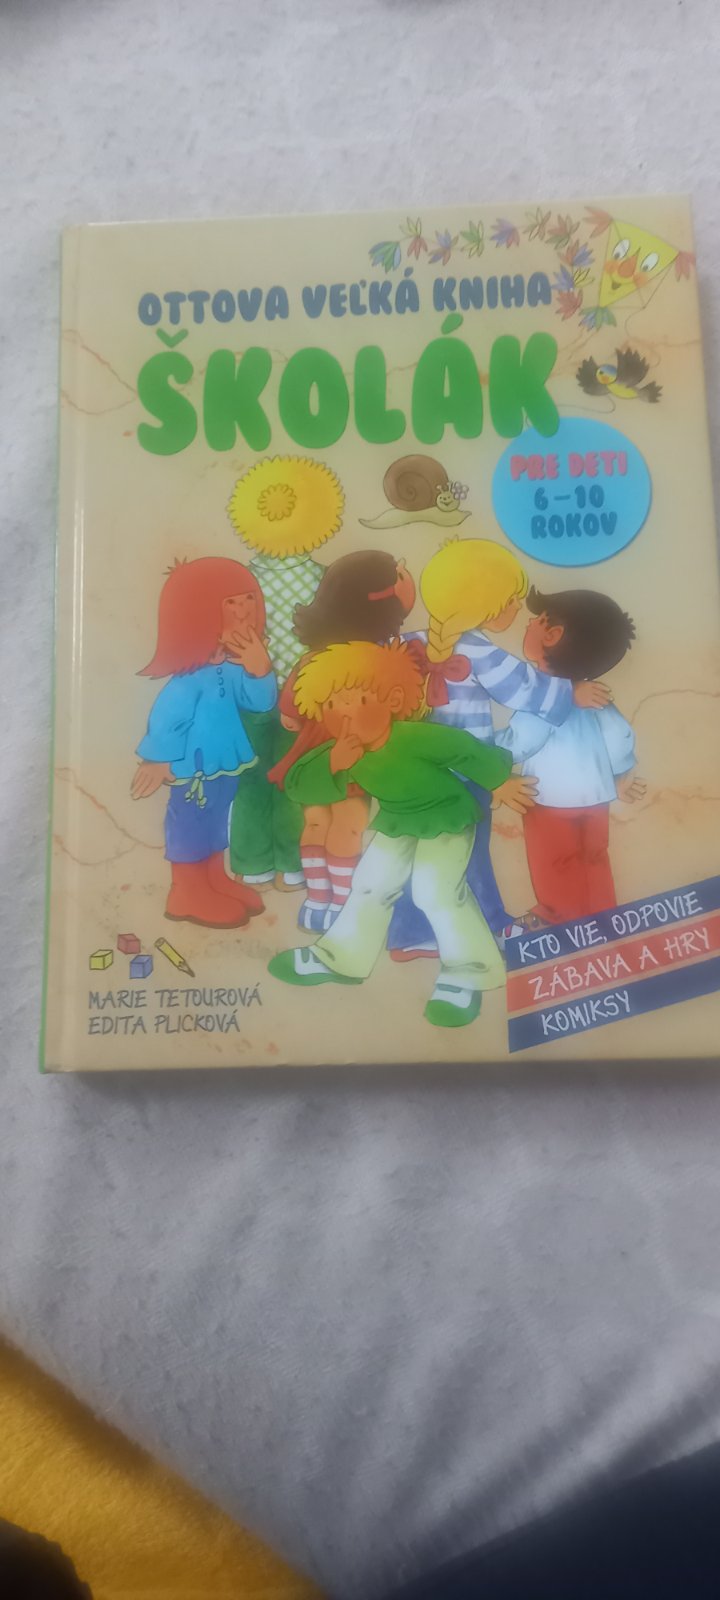 OTTOVA VEĽKÁ KNIHA
ŠKOLÁK
PRE DETI
6-10
ROKOV
KTO VIE, ODPOVIE
ZÁBAVA A HRY
KOMIKSY
MARIE TETOUROVÁ
EDITA PLICKOVÁ